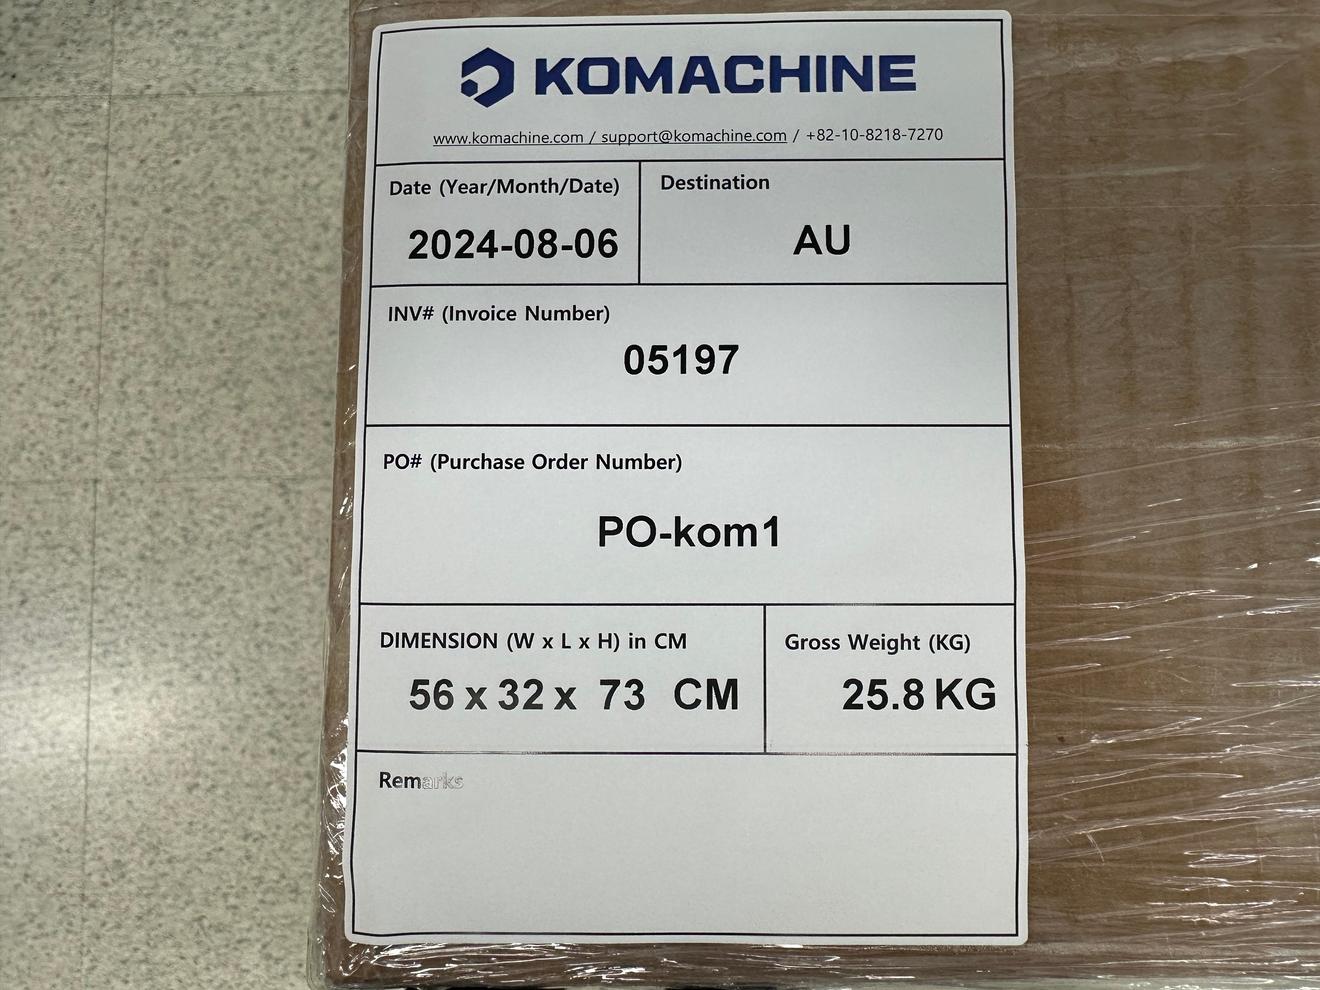 KOMACHINE
www.komachine.com / support@komachine.com / +82-10-8218-7270
Date (Year/Month/Date)
2024-08-06
Destination
AU
INV# (Invoice Number)
05197
PO# (Purchase Order Number)
PO-kom1
DIMENSION (W x L x H) in CM
56 x 32 x 73 CM
Gross Weight (KG)
25.8 KG
Remarks